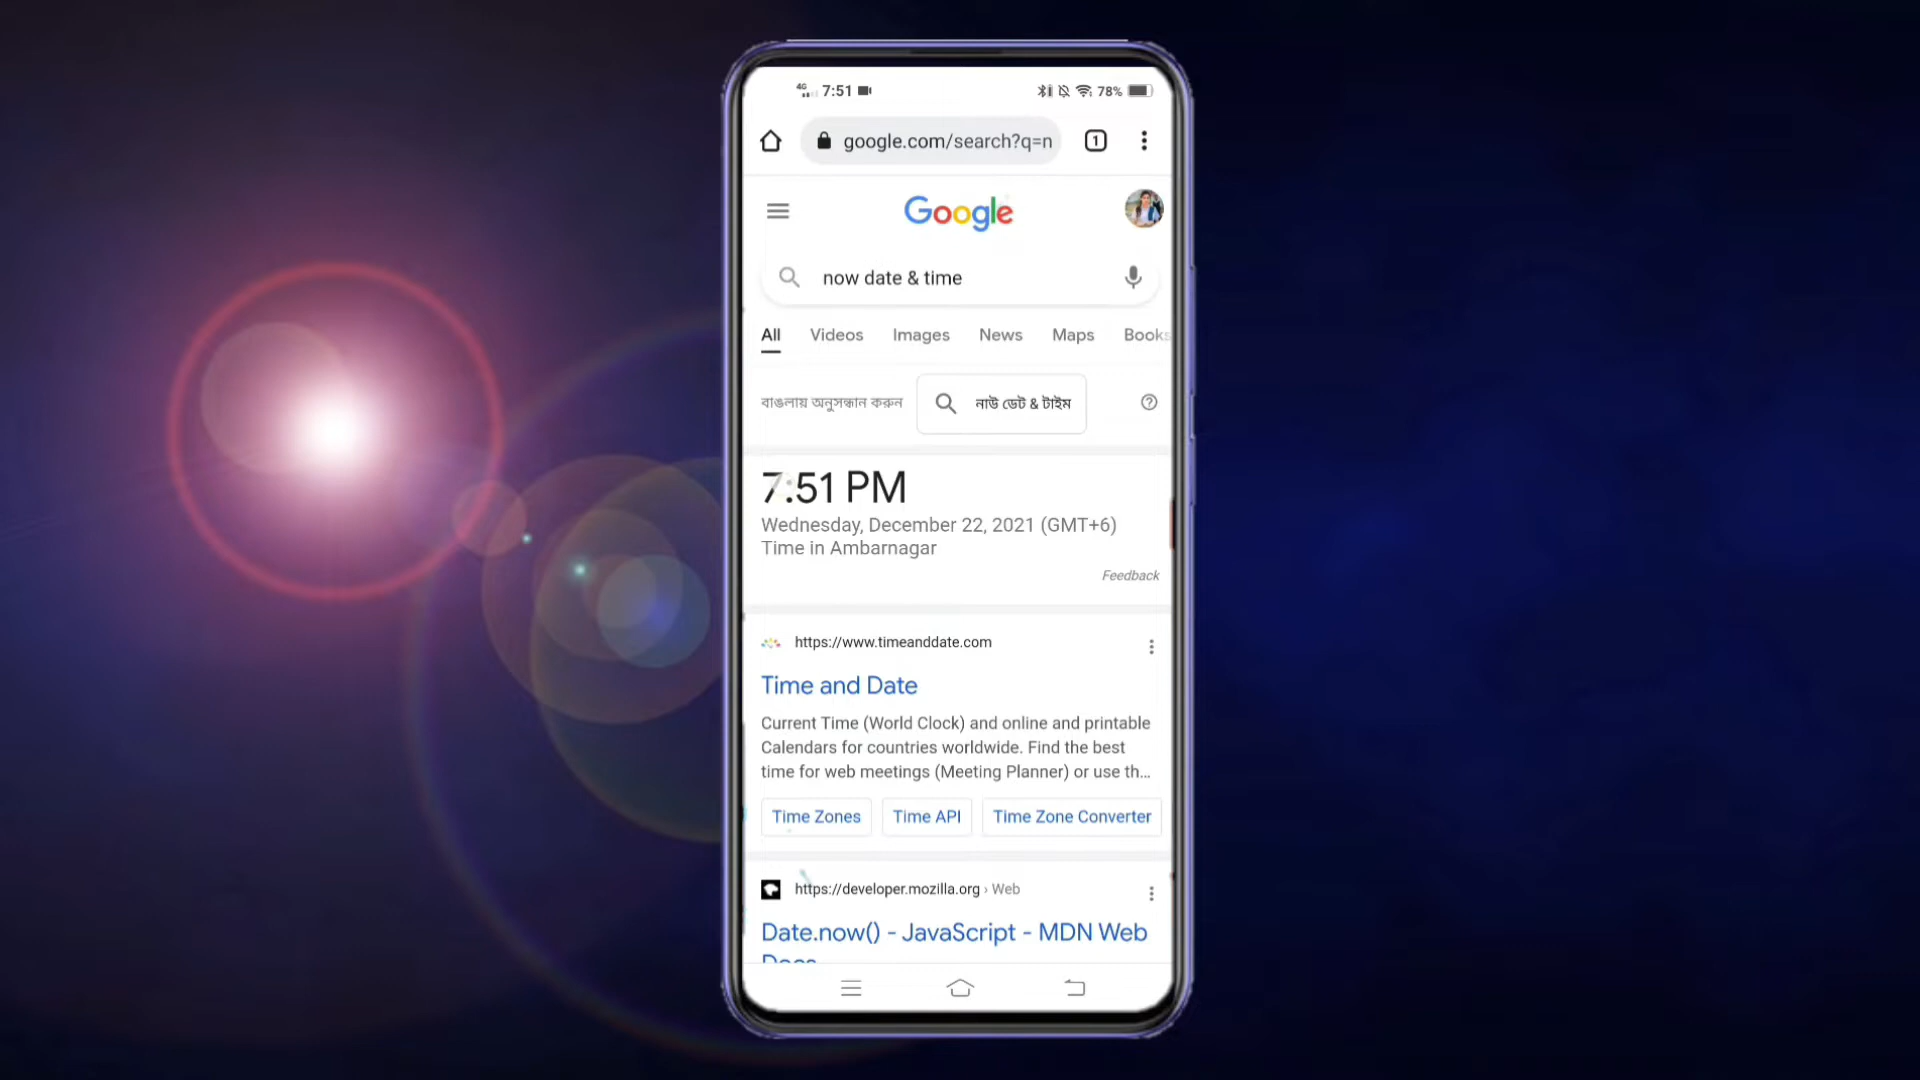 4G 7:51 78%
google.com/search?q=n 1
Google
now date & time
All Videos Images News Maps Books
বাঙলায় অনুসন্ধান করুন নাউ ডেট & টাইম
7:51 PM
Wednesday, December 22, 2021 (GMT+6)
Time in Ambarnagar
Feedback
https://www.timeanddate.com
Time and Date
Current Time (World Clock) and online and printable
Calendars for countries worldwide. Find the best
time for web meetings (Meeting Planner) or use th...
Time Zones Time API Time Zone Converter
https://developer.mozilla.org › Web
Date.now() - JavaScript - MDN Web
Docs